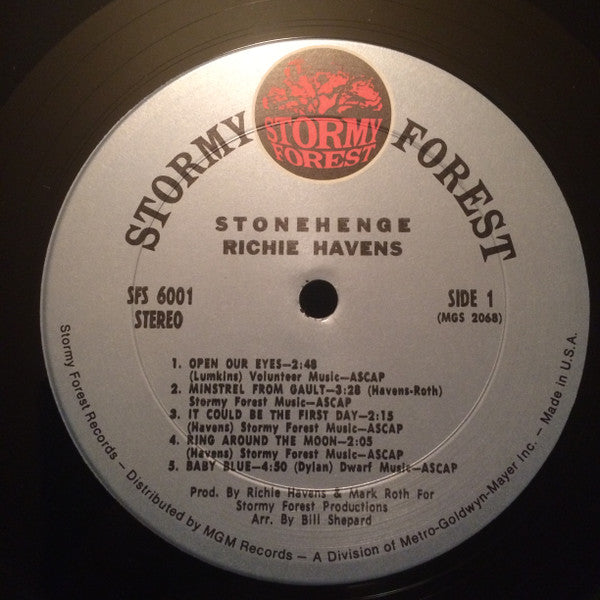 STORMY
FOREST
STORMY FOREST
STONEHENGE
RICHIE HAVENS
SFS 6001
STEREO
SIDE 1
(MGS 2068)
1. OPEN OUR EYES—2:48
(Lumkins) Volunteer Music—ASCAP
2. MINSTREL FROM GAULT—3:28 (Havens-Roth)
Stormy Forest Music—ASCAP
3. IT COULD BE THE FIRST DAY—2:15
(Havens) Stormy Forest Music—ASCAP
4. RING AROUND THE MOON—2:05
(Havens) Stormy Forest Music—ASCAP
5. BABY BLUE—4:50 (Dylan) Dwarf Music—ASCAP
Prod. By Richie Havens & Mark Roth For
Stormy Forest Productions
Arr. By Bill Shepard
Stormy Forest Records – Distributed by MGM Records – A Division of Metro-Goldwyn-Mayer Inc. – Made in U.S.A.